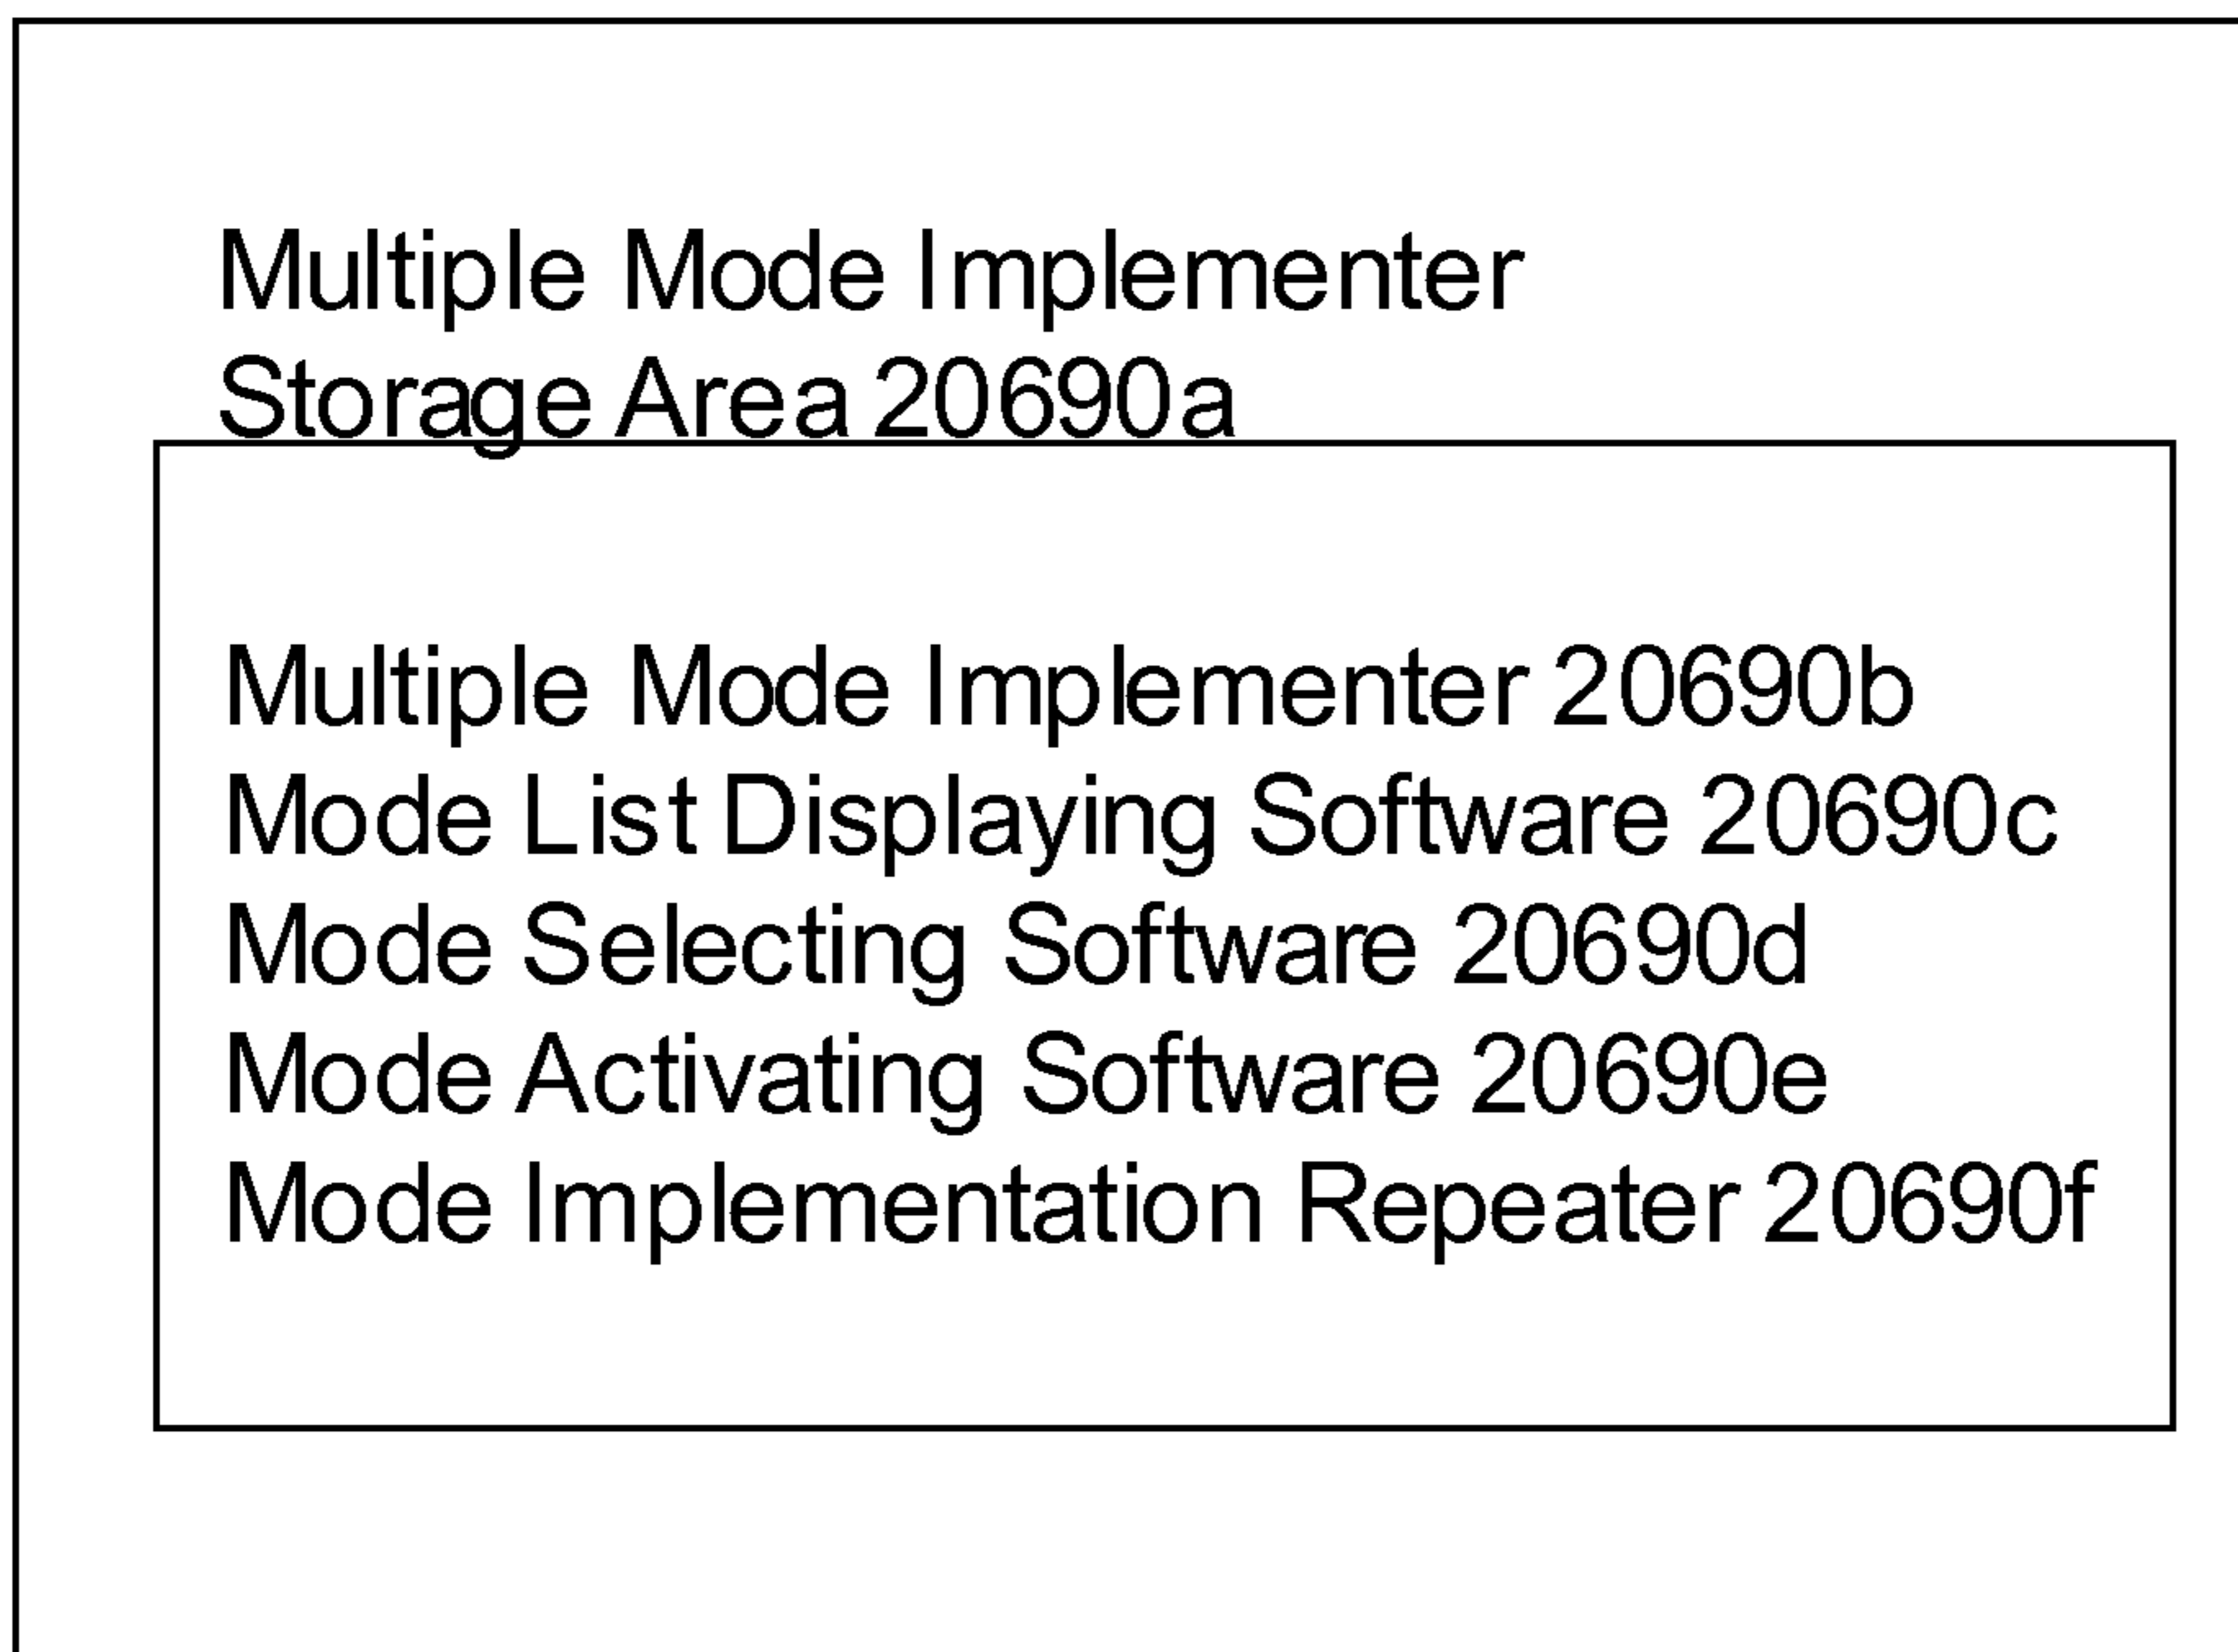 Multiple Mode Implementer
Storage Area 20690a
Multiple Mode Implementer 20690b
Mode List Displaying Software 20690c
Mode Selecting Software 20690d
Mode Activating Software 20690e
Mode Implementation Repeater 20690f